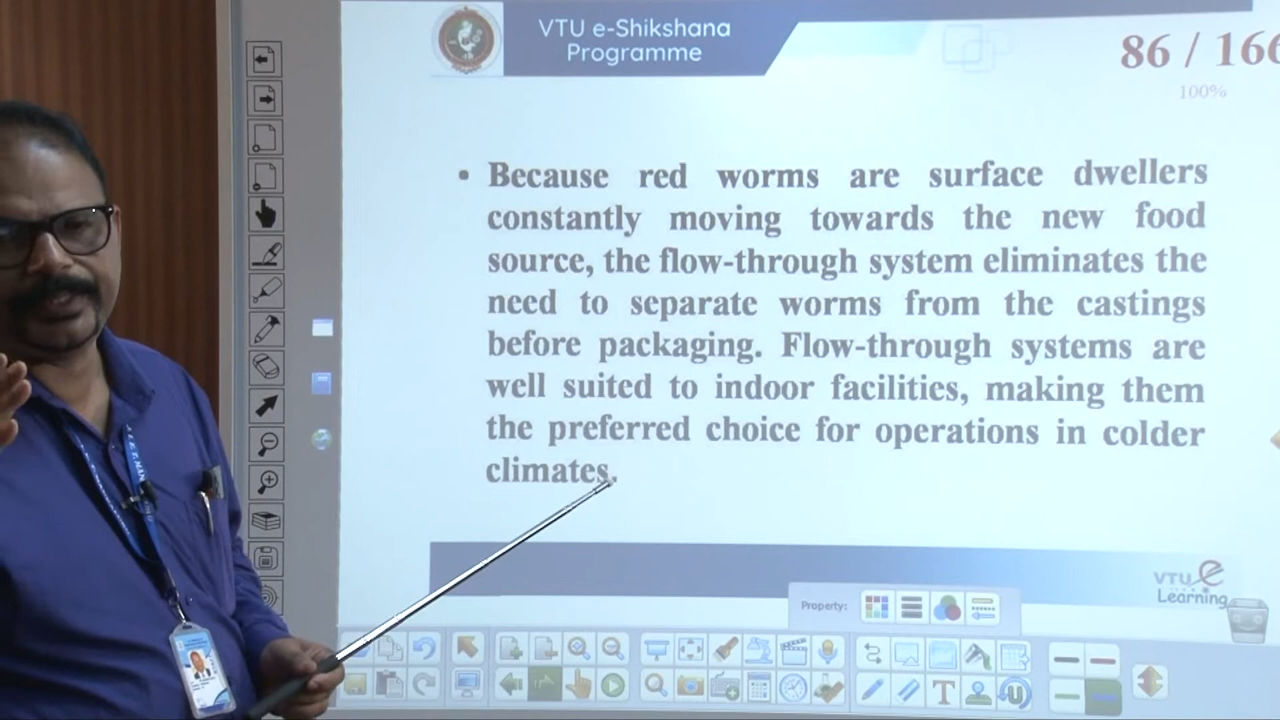 VTU e-Shikshana
Programme
86 / 166
100%
• Because red worms are surface dwellers
constantly moving towards the new food
source, the flow-through system eliminates the
need to separate worms from the castings
before packaging. Flow-through systems are
well suited to indoor facilities, making them
the preferred choice for operations in colder
climates.
VTU e
Learning
Property: